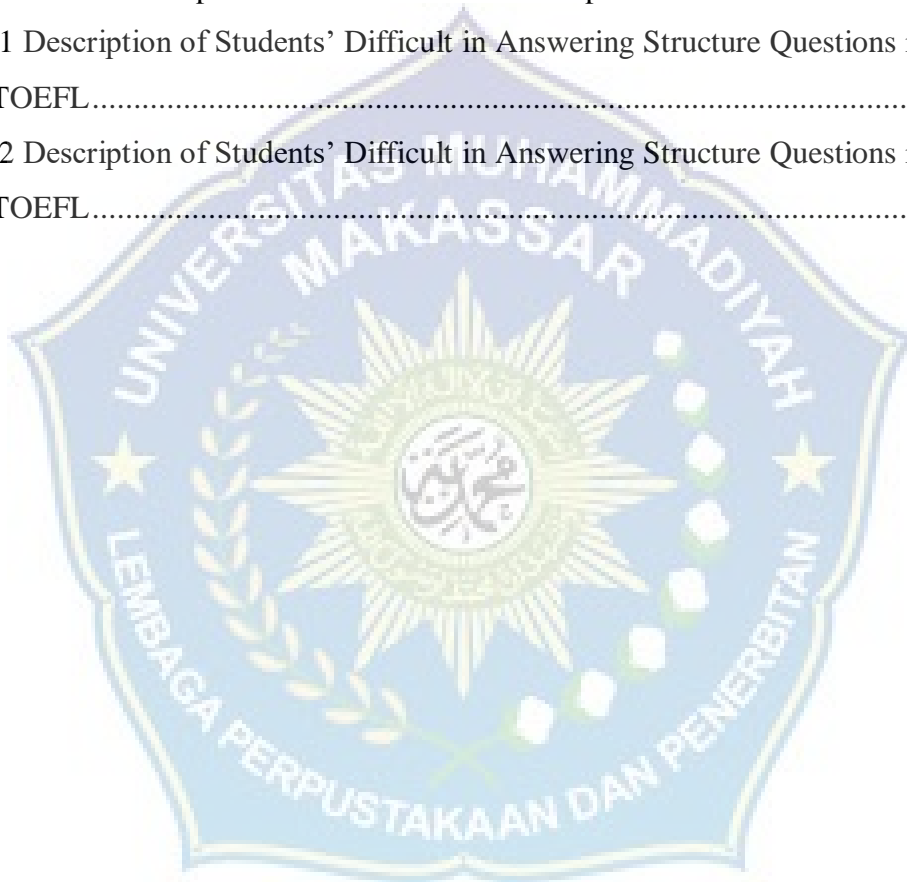 1 Description of Students’ Difficult in Answering Structure Questions
TOEFL....................................................................................................
2 Description of Students’ Difficult in Answering Structure Questions
TOEFL....................................................................................................
UNIVERSITAS MUHAMMADIYAH
MAKASSAR
LEMBAGA PERPUSTAKAAN DAN PENERBITAN